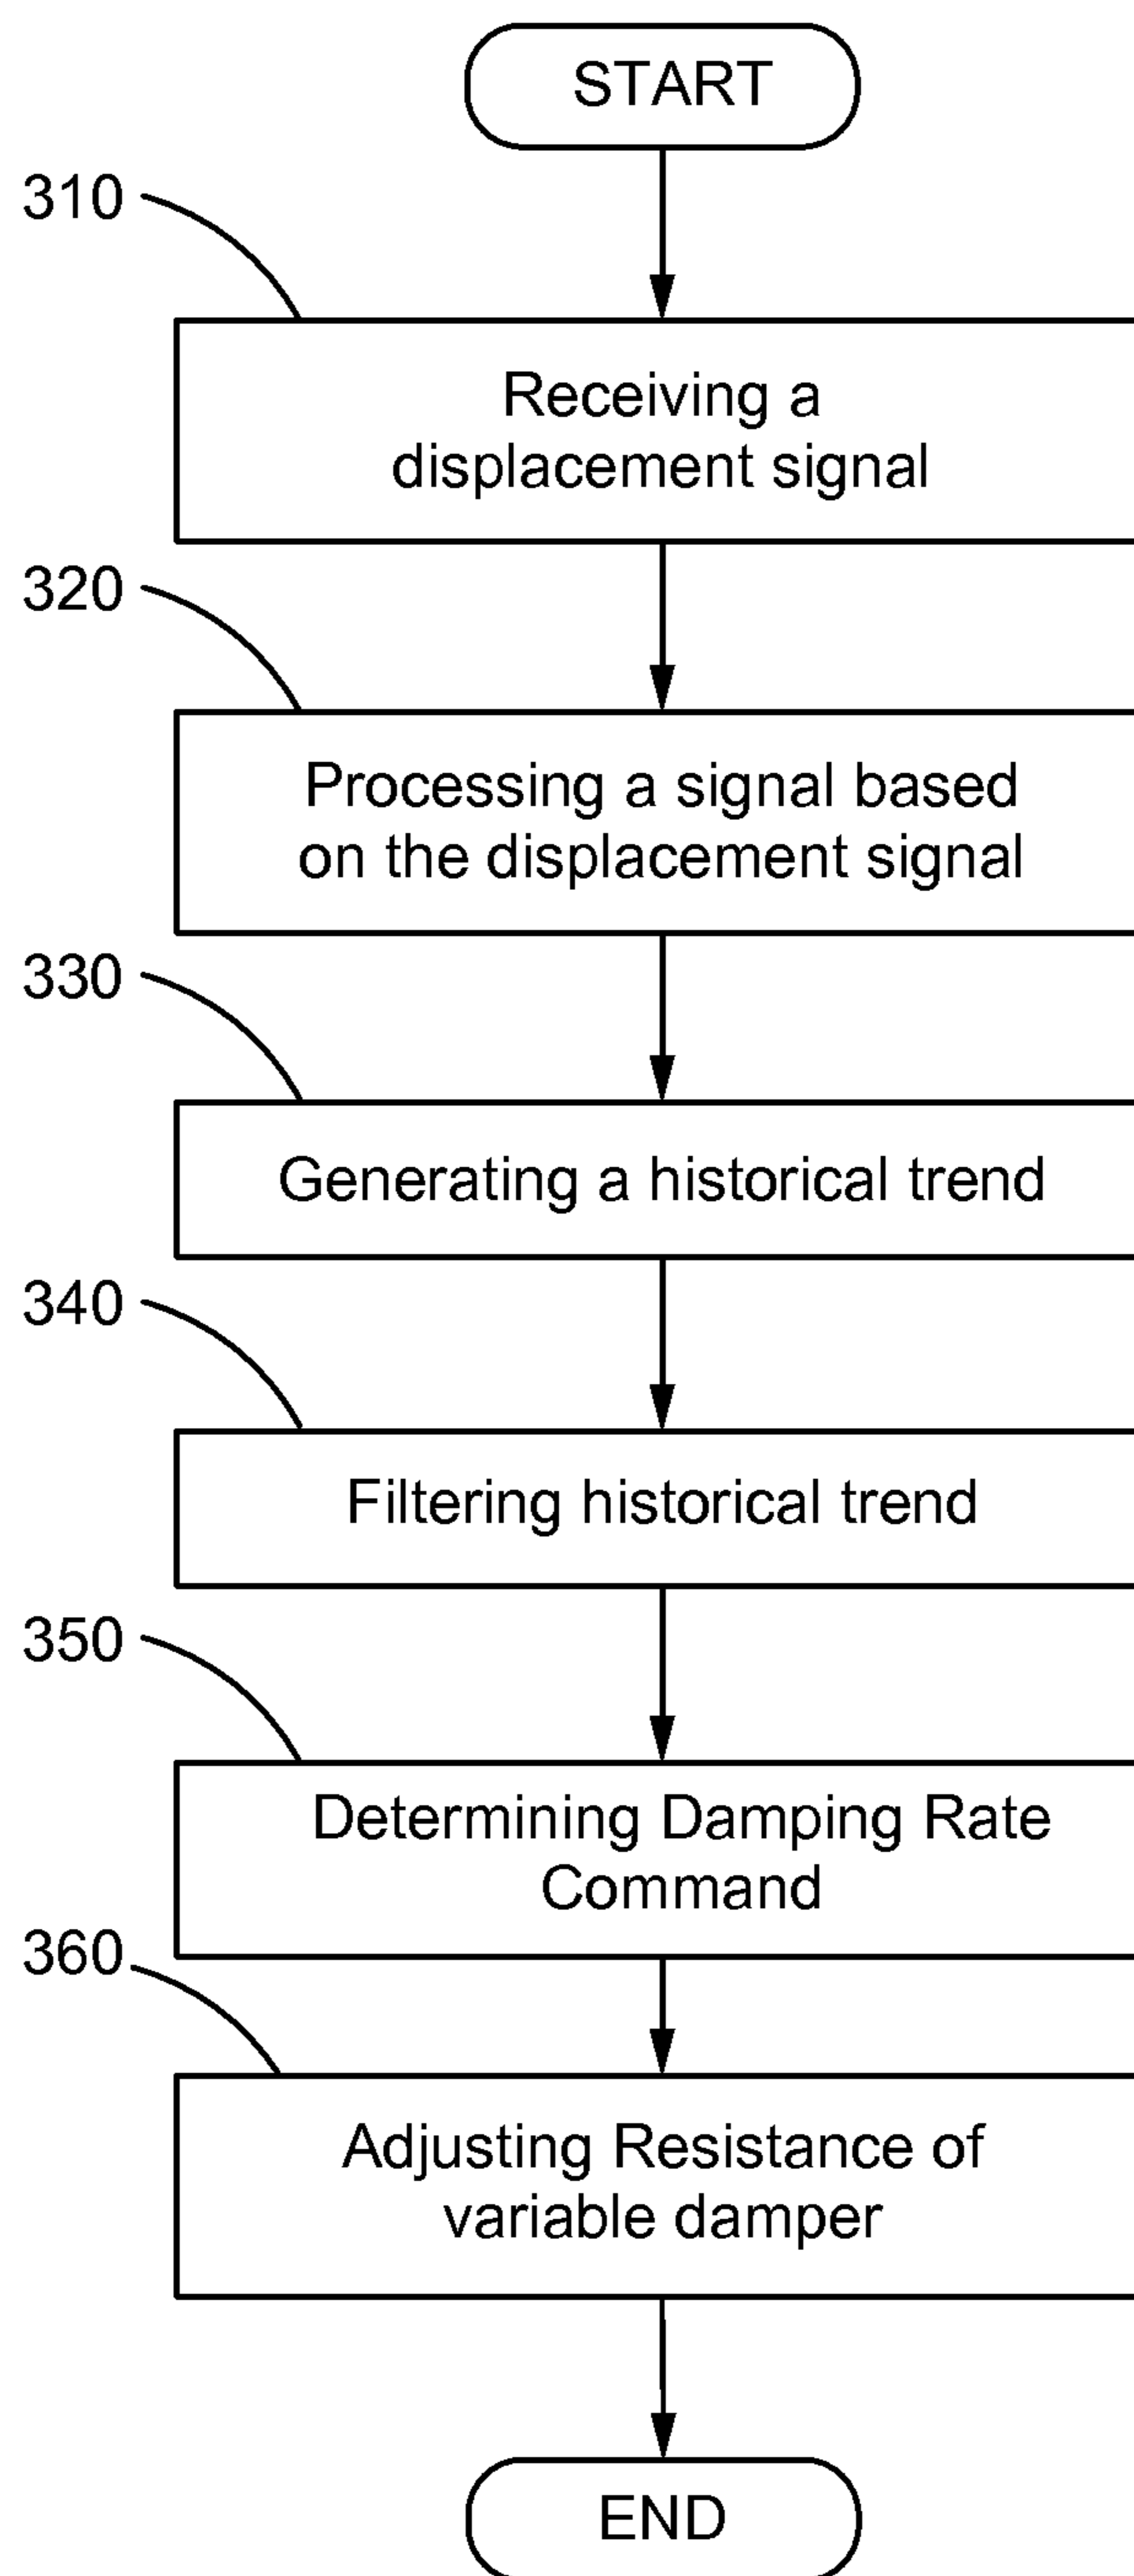 START
310
Receiving a
displacement signal
320
Processing a signal based
on the displacement signal
330
Generating a historical trend
340
Filtering historical trend
350
Determining Damping Rate
Command
360
Adjusting Resistance of
variable damper
END